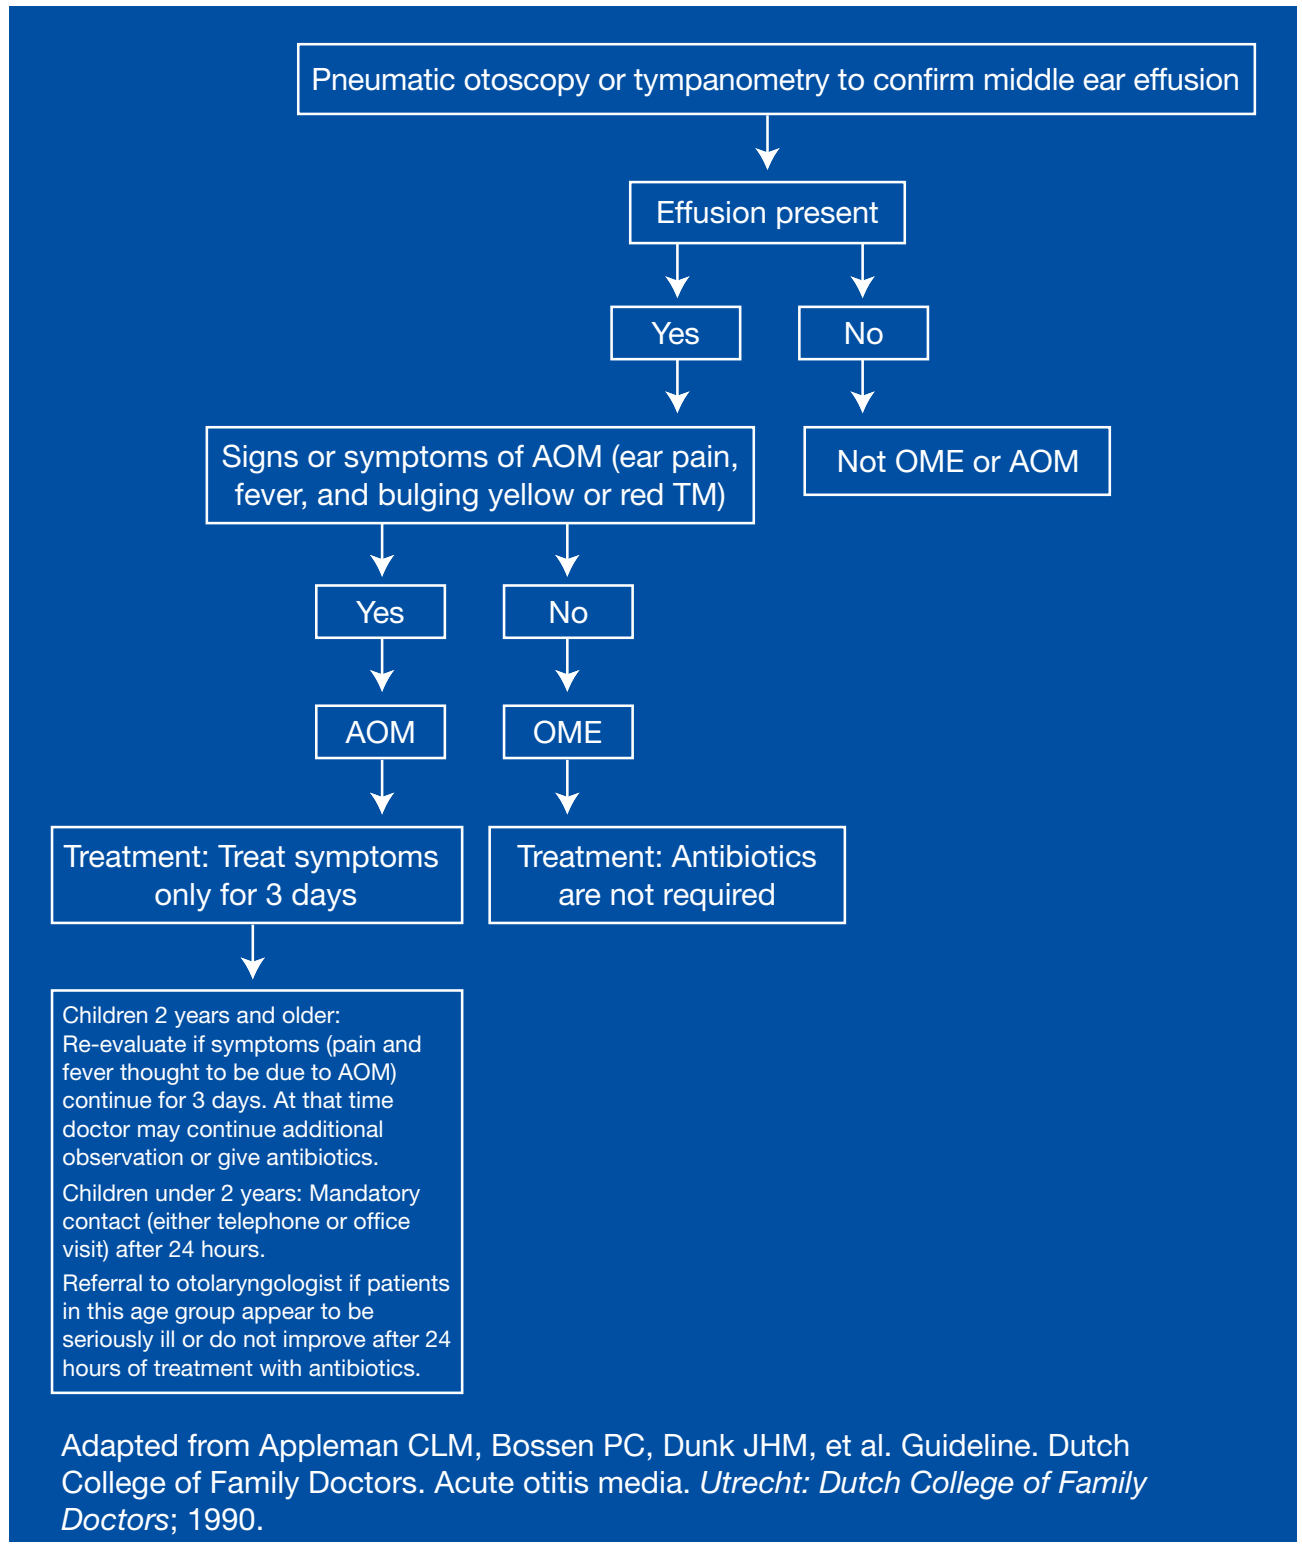 Pneumatic otoscopy or tympanometry to confirm middle ear effusion
Effusion present
Yes
No
Signs or symptoms of AOM (ear pain,
fever, and bulging yellow or red TM)
Not OME or AOM
Yes
No
AOM
OME
Treatment: Treat symptoms
only for 3 days
Treatment: Antibiotics
are not required
Children 2 years and older:
Re-evaluate if symptoms (pain and
fever thought to be due to AOM)
continue for 3 days. At that time
doctor may continue additional
observation or give antibiotics.
Children under 2 years: Mandatory
contact (either telephone or office
visit) after 24 hours.
Referral to otolaryngologist if patients
in this age group appear to be
seriously ill or do not improve after 24
hours of treatment with antibiotics.
Adapted from Appleman CLM, Bossen PC, Dunk JHM, et al. Guideline. Dutch
College of Family Doctors. Acute otitis media. Utrecht: Dutch College of Family
Doctors; 1990.